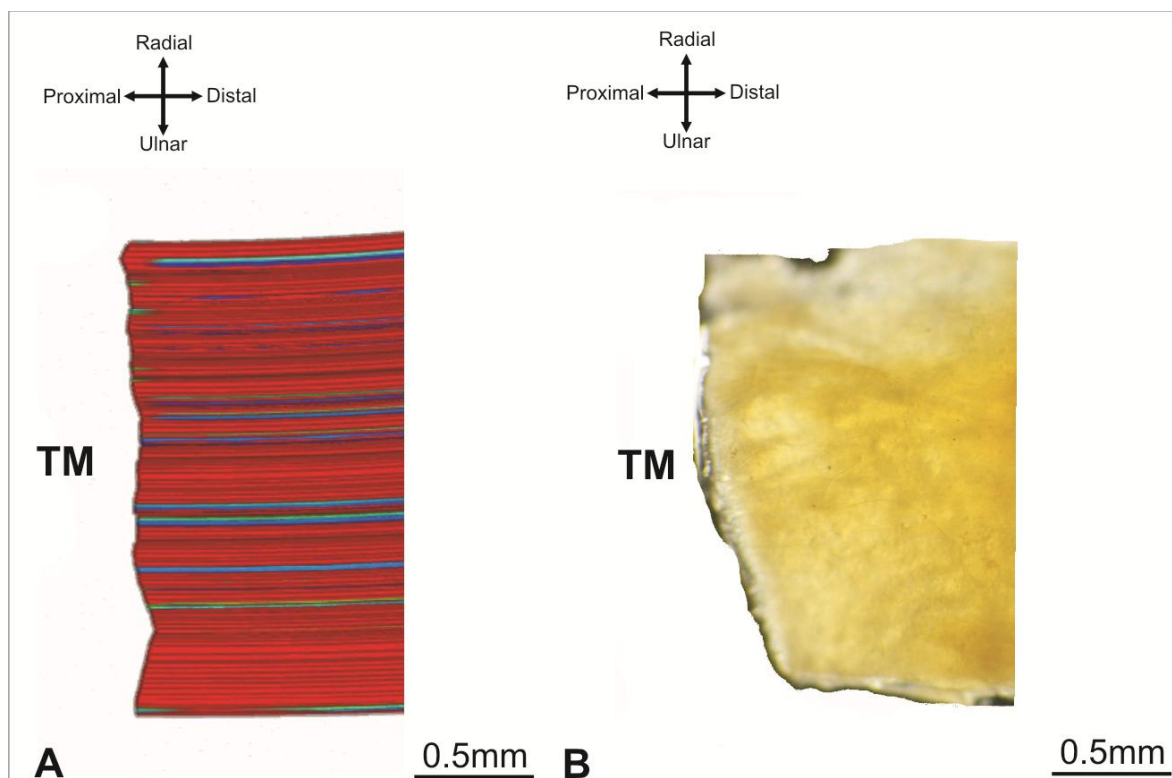 Radial
Proximal Distal
Ulnar
Radial
Proximal Distal
Ulnar
TM
TM
A
0.5mm
B
0.5mm